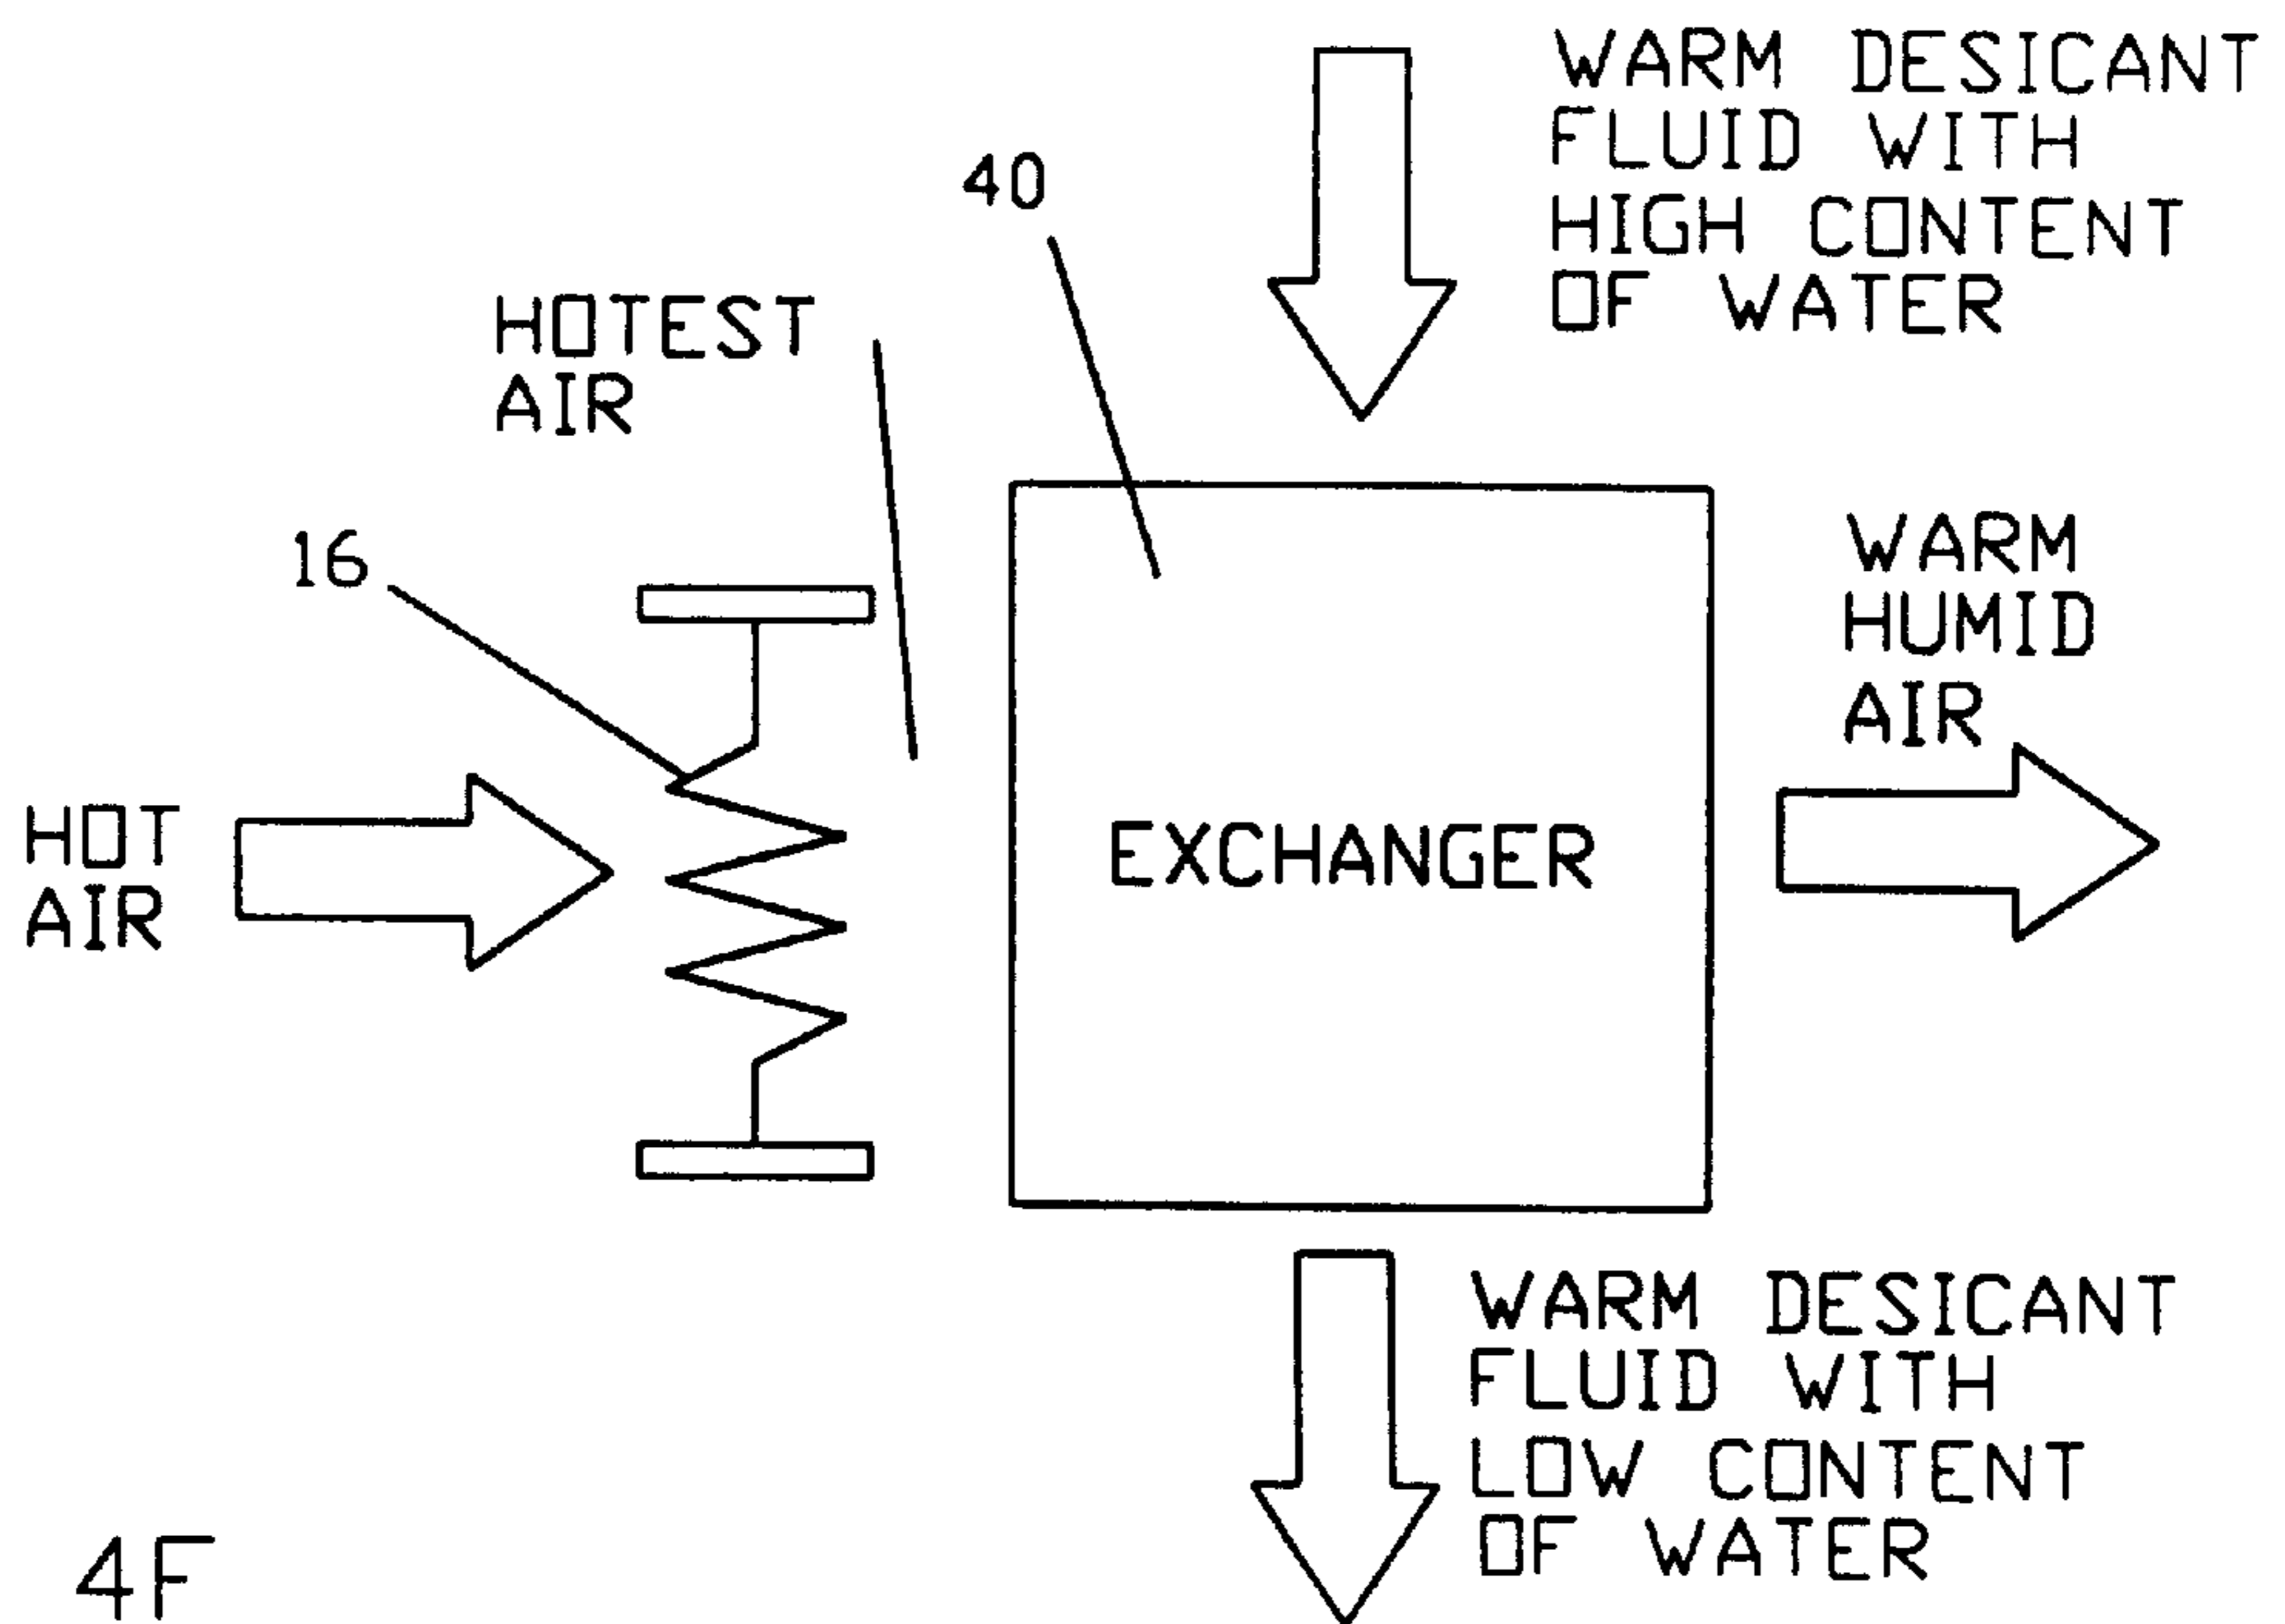 WARM DESICANT
FLUID WITH
HIGH CONTENT
OF WATER
40
HOTEST
AIR
16
WARM
HUMID
AIR
HOT
AIR
EXCHANGER
WARM DESICANT
FLUID WITH
LOW CONTENT
OF WATER
4F